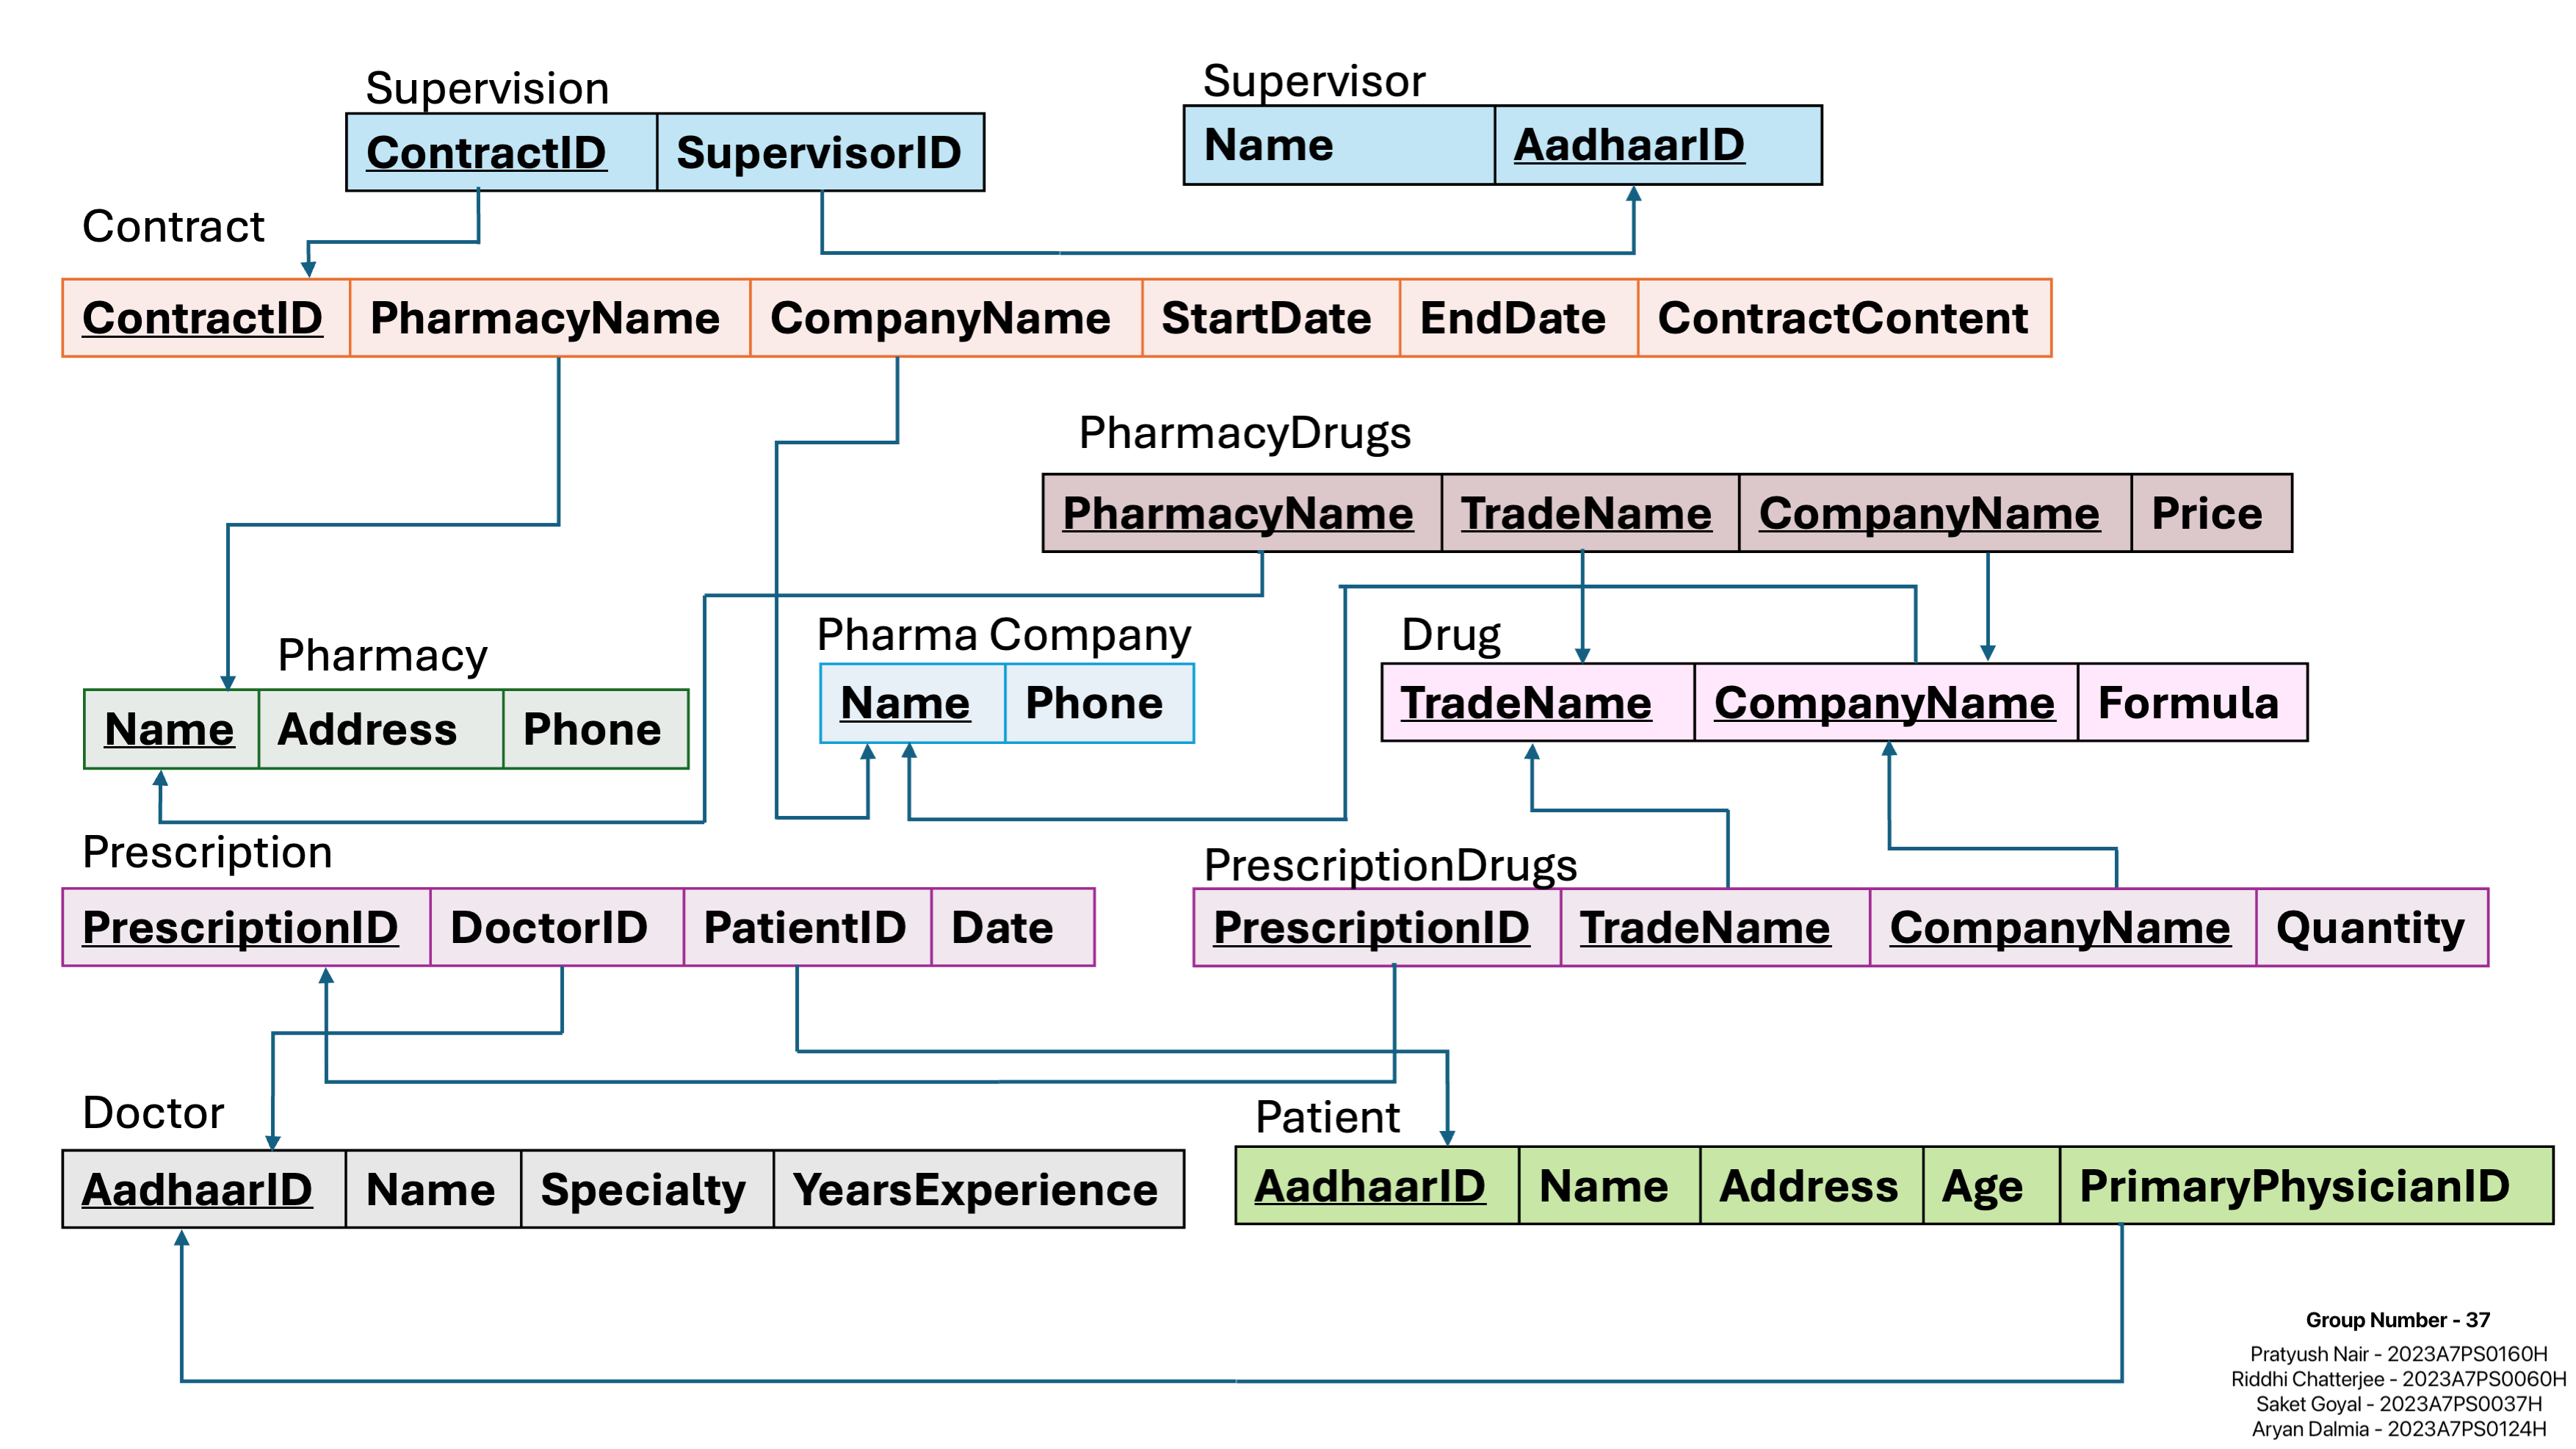 Supervision
ContractID SupervisorID
Supervisor
Name AadhaarID
Contract
ContractID PharmacyName CompanyName StartDate EndDate ContractContent
PharmacyDrugs
PharmacyName TradeName CompanyName Price
Pharmacy
Name Address Phone
Pharma Company
Name Phone
Drug
TradeName CompanyName Formula
Prescription
PrescriptionID DoctorID PatientID Date
PrescriptionDrugs
PrescriptionID TradeName CompanyName Quantity
Doctor
AadhaarID Name Specialty YearsExperience
Patient
AadhaarID Name Address Age PrimaryPhysicianID
Group Number - 37
Pratyush Nair - 2023A7PS0160H
Riddhi Chatterjee - 2023A7PS0060H
Saket Goyal - 2023A7PS0037H
Aryan Dalmia - 2023A7PS0124H